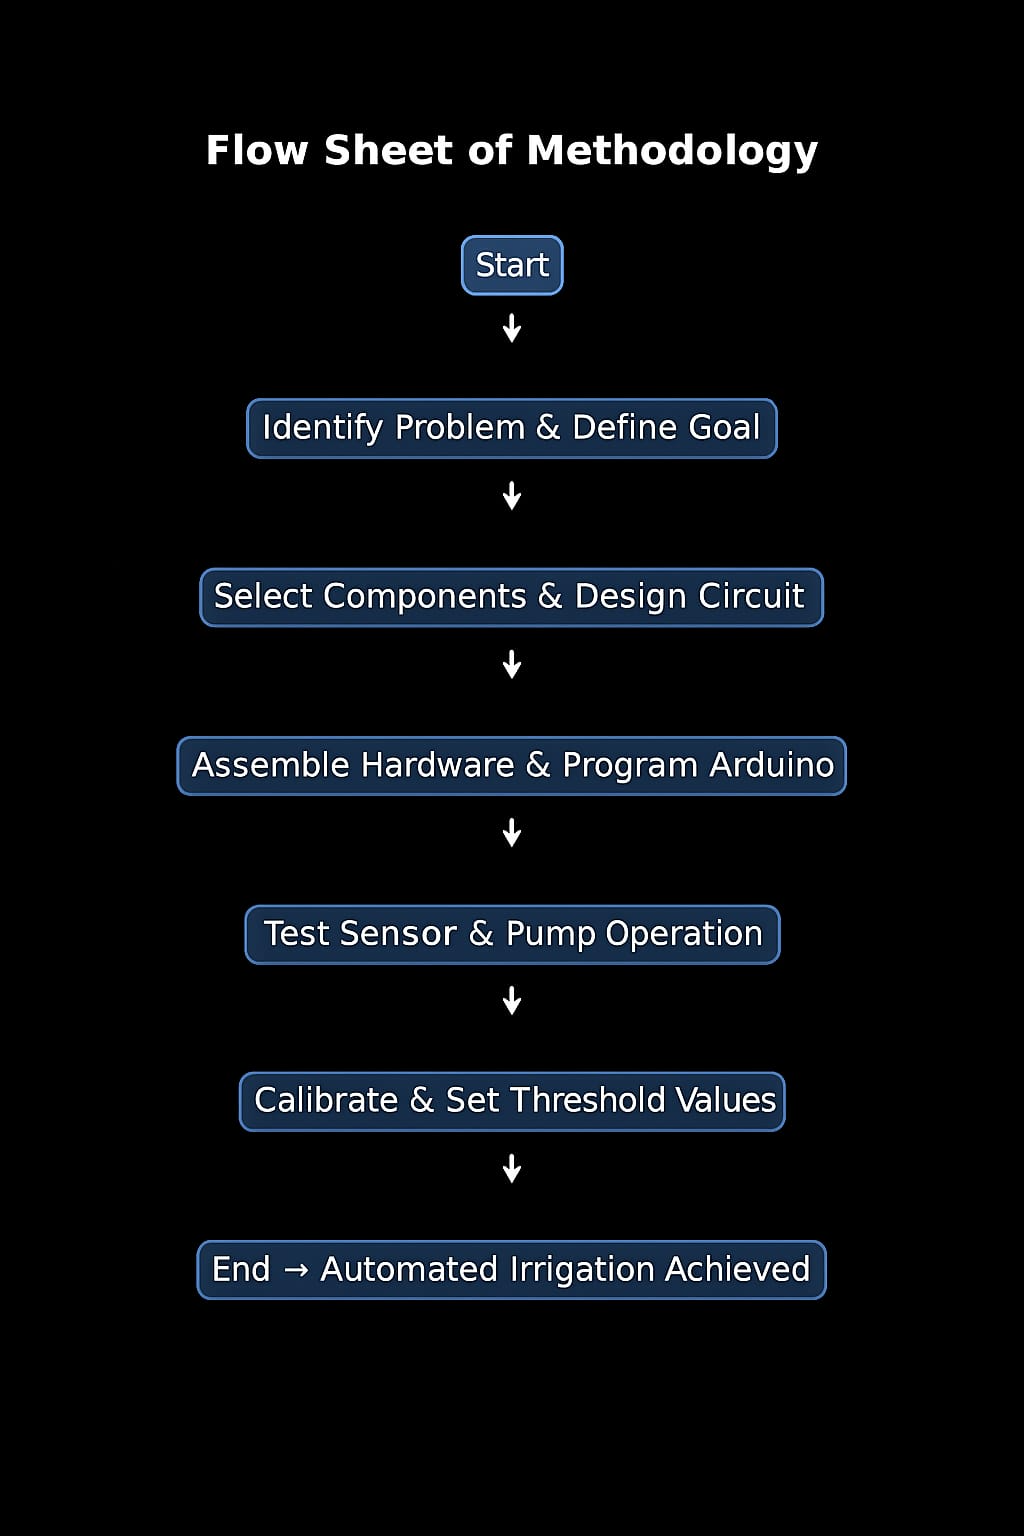 Flow Sheet of Methodology
Start
↓
Identify Problem & Define Goal
↓
Select Components & Design Circuit
↓
Assemble Hardware & Program Arduino
↓
Test Sensor & Pump Operation
↓
Calibrate & Set Threshold Values
↓
End → Automated Irrigation Achieved